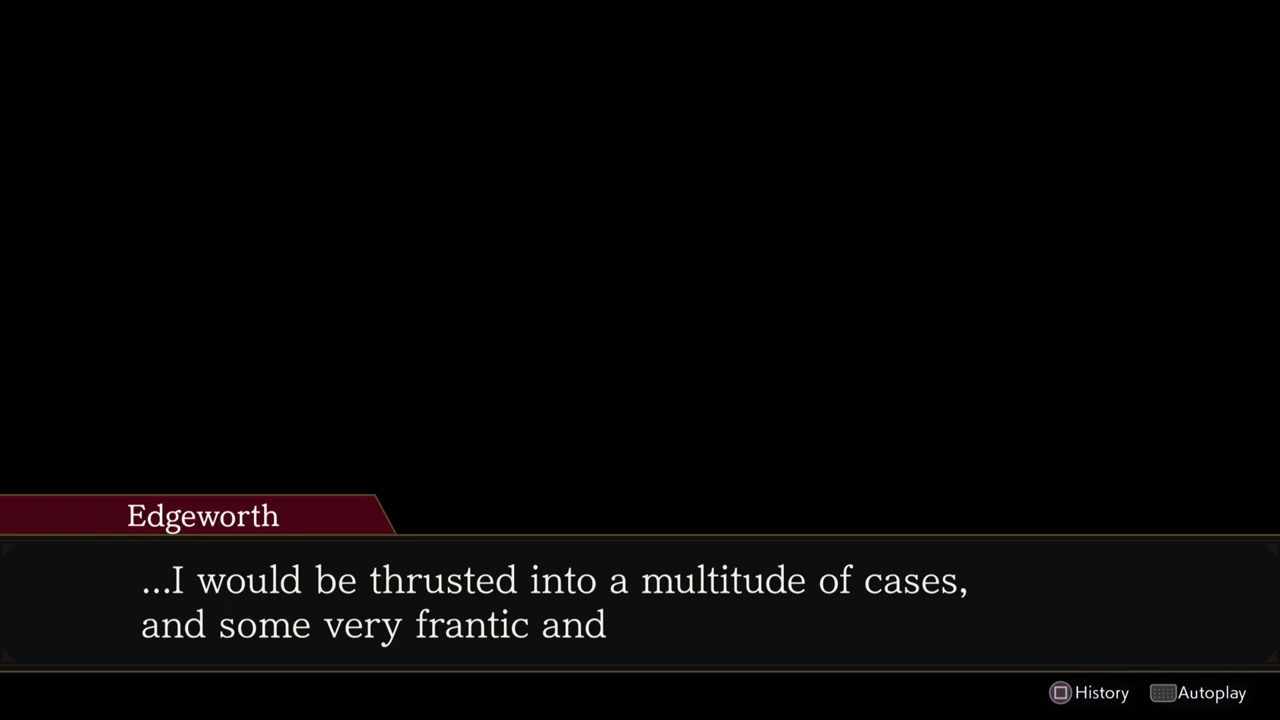 Edgeworth
...I would be thrusted into a multitude of cases,
and some very frantic and
History
Autoplay